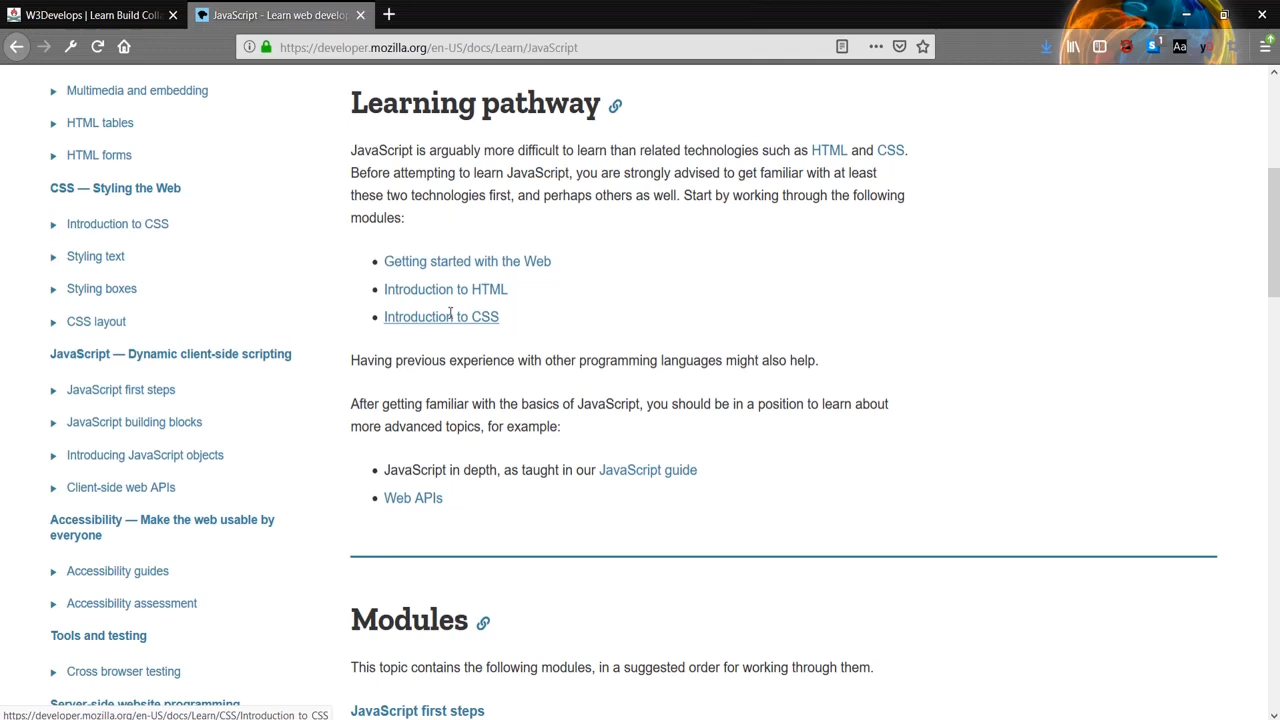 W3Develops | Learn Build Colla
JavaScript - Learn web develop
https://developer.mozilla.org/en-US/docs/Learn/JavaScript
1
Aa
Multimedia and embedding
HTML tables
HTML forms
CSS — Styling the Web
Introduction to CSS
Styling text
Styling boxes
CSS layout
JavaScript — Dynamic client-side scripting
JavaScript first steps
JavaScript building blocks
Introducing JavaScript objects
Client-side web APIs
Accessibility — Make the web usable by
everyone
Accessibility guides
Accessibility assessment
Tools and testing
Cross browser testing
Server-side website programming
Learning pathway
JavaScript is arguably more difficult to learn than related technologies such as HTML and CSS.
Before attempting to learn JavaScript, you are strongly advised to get familiar with at least
these two technologies first, and perhaps others as well. Start by working through the following
modules:
• Getting started with the Web
• Introduction to HTML
• Introduction to CSS
Having previous experience with other programming languages might also help.
After getting familiar with the basics of JavaScript, you should be in a position to learn about
more advanced topics, for example:
• JavaScript in depth, as taught in our JavaScript guide
• Web APIs
Modules
This topic contains the following modules, in a suggested order for working through them.
JavaScript first steps
https://developer.mozilla.org/en-US/docs/Learn/CSS/Introduction_to_CSS